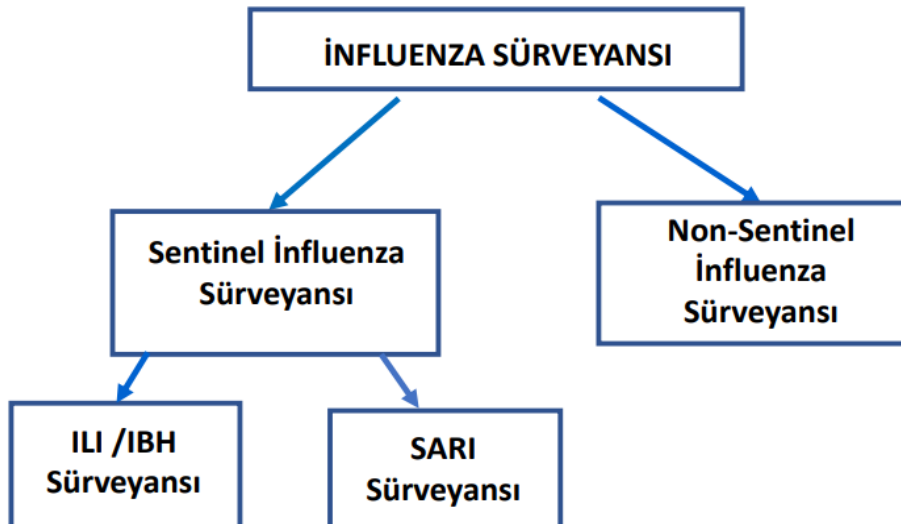 İNFLUENZA SÜRVEYANSI
Sentinel İnfluenza
Sürveyansı
Non-Sentinel
İnfluenza
Sürveyansı
ILI /IBH
Sürveyansı
SARI
Sürveyansı